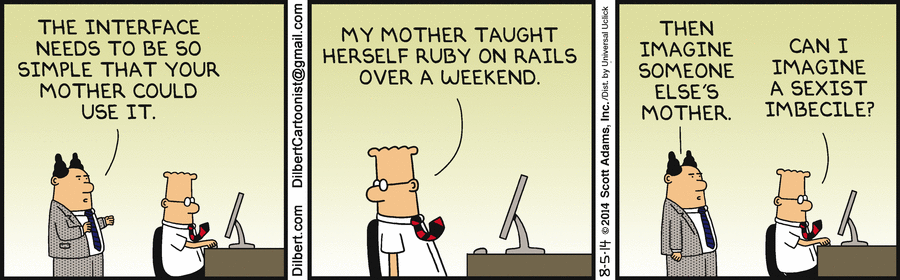 THE INTERFACE
NEEDS TO BE SO
SIMPLE THAT YOUR
MOTHER COULD
USE IT.
Dilbert.com DilbertCartoonist@gmail.com
MY MOTHER TAUGHT
HERSELF RUBY ON RAILS
OVER A WEEKEND.
8-5-14 ©2014 Scott Adams, Inc. /Dist. by Universal Uclick
THEN
IMAGINE
SOMEONE
ELSE'S
MOTHER.
CAN I
IMAGINE
A SEXIST
IMBECILE?